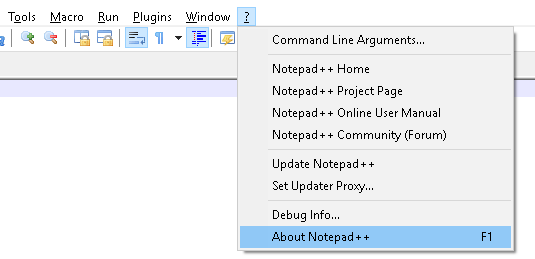 Tools Macro Run Plugins Window ?
Command Line Arguments...
Notepad++ Home
Notepad++ Project Page
Notepad++ Online User Manual
Notepad++ Community (Forum)
Update Notepad++
Set Updater Proxy...
Debug Info...
About Notepad++ F1